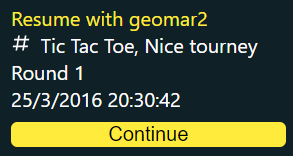 Resume with geomar2
# Tic Tac Toe, Nice tourney
Round 1
25/3/2016 20:30:42
Continue